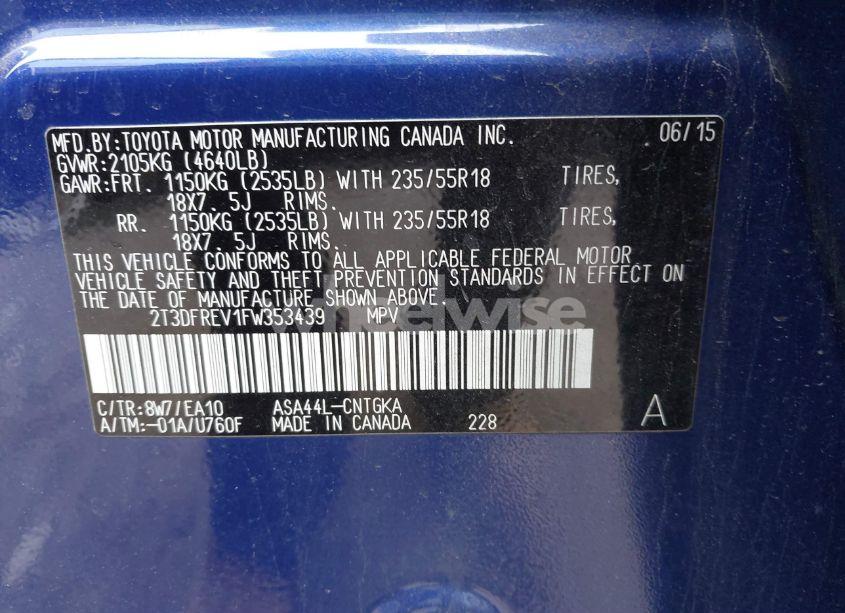 MFD.BY:TOYOTA MOTOR MANUFACTURING CANADA INC. 06/15
GVWR:2105KG (4640LB)
GAWR:FRT. 1150KG (2535LB) WITH 235/55R18 TIRES,
18X7. 5J RIMS.
RR. 1150KG (2535LB) WITH 235/55R18 TIRES,
18X7. 5J RIMS.
THIS VEHICLE CONFORMS TO ALL APPLICABLE FEDERAL MOTOR
VEHICLE SAFETY AND THEFT PREVENTION STANDARDS IN EFFECT ON
THE DATE OF MANUFACTURE SHOWN ABOVE.
2T3DFREV1FW353439 MPV
C/TR:8W7/EA10 ASA44L-CNTGKA
A/TM:-01A/U760F MADE IN CANADA 228 A